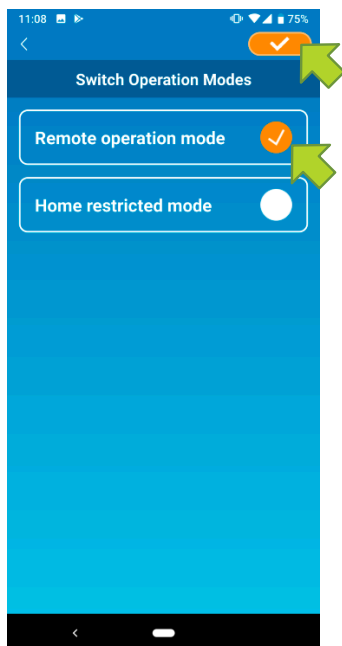 11:08
75%
Switch Operation Modes
Remote operation mode
Home restricted mode